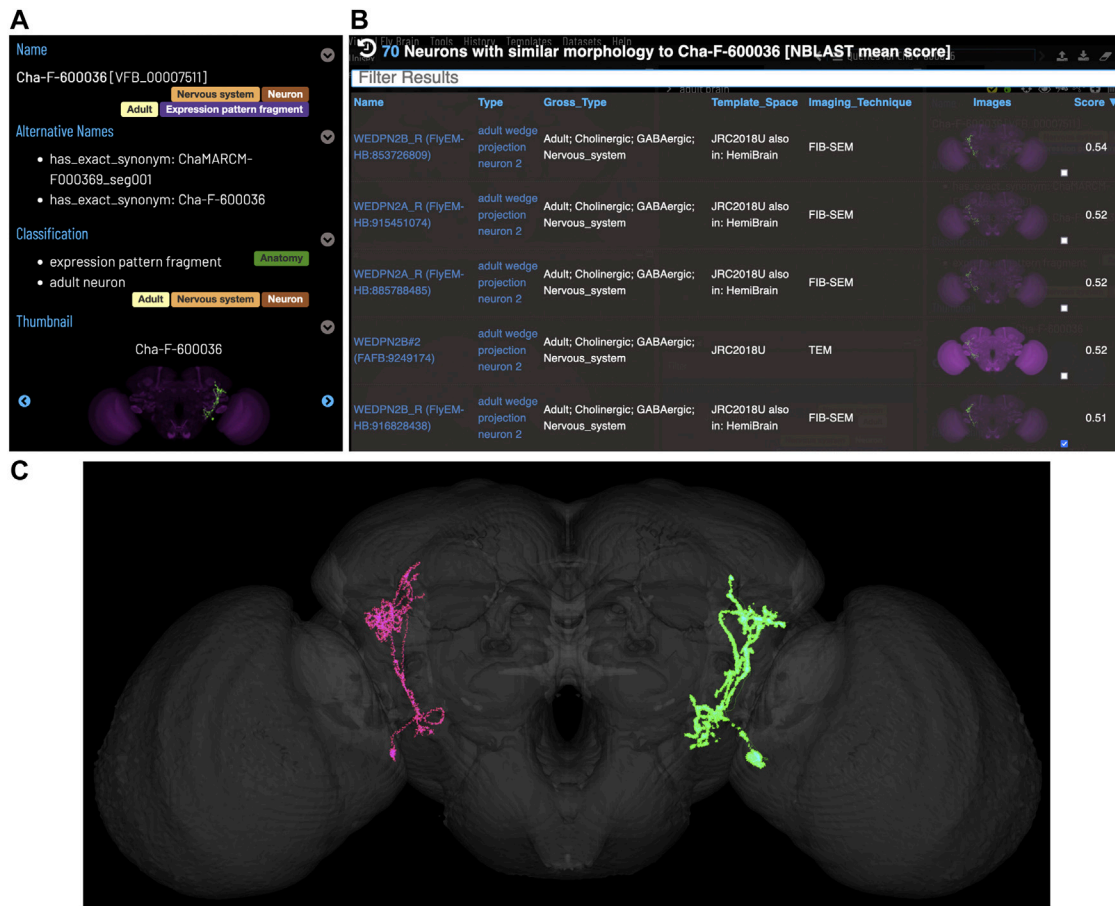 A
Name
Cha-F-600036 [VFB_00007511]
Nervous system Neuron
Adult Expression pattern fragment
Alternative Names
has_exact_synonym: ChaMARCM-
F000369_seg001
has_exact_synonym: Cha-F-600036
Classification
expression pattern fragment Anatomy
adult neuron
Adult Nervous system Neuron
Thumbnail
Cha-F-600036
B
Tools History Templates Datasets Help
70 Neurons with similar morphology to Cha-F-600036 [NBLAST mean score]
Filter Results
adult brain
Name Type Gross_Type Template_Space Imaging_Technique Images Score ▼
WEDPN2B_R (FlyEM-
HB:853726809)
adult wedge
projection
neuron 2
Adult; Cholinergic; GABAergic;
Nervous_system
JRC2018U also
in: HemiBrain
FIB-SEM
0.54
WEDPN2A_R (FlyEM-
HB:915451074)
adult wedge
projection
neuron 2
Adult; Cholinergic; GABAergic;
Nervous_system
JRC2018U also
in: HemiBrain
FIB-SEM
0.52
WEDPN2A_R (FlyEM-
HB:885788485)
adult wedge
projection
neuron 2
Adult; Cholinergic; GABAergic;
Nervous_system
JRC2018U also
in: HemiBrain
FIB-SEM
0.52
WEDPN2B#2
(FAFB:9249174)
adult wedge
projection
neuron 2
Adult; Cholinergic; GABAergic;
Nervous_system
JRC2018U
TEM
0.52
WEDPN2B_R (FlyEM-
HB:916828438)
adult wedge
projection
neuron 2
Adult; Cholinergic; GABAergic;
Nervous_system
JRC2018U also
in: HemiBrain
FIB-SEM
0.51
C